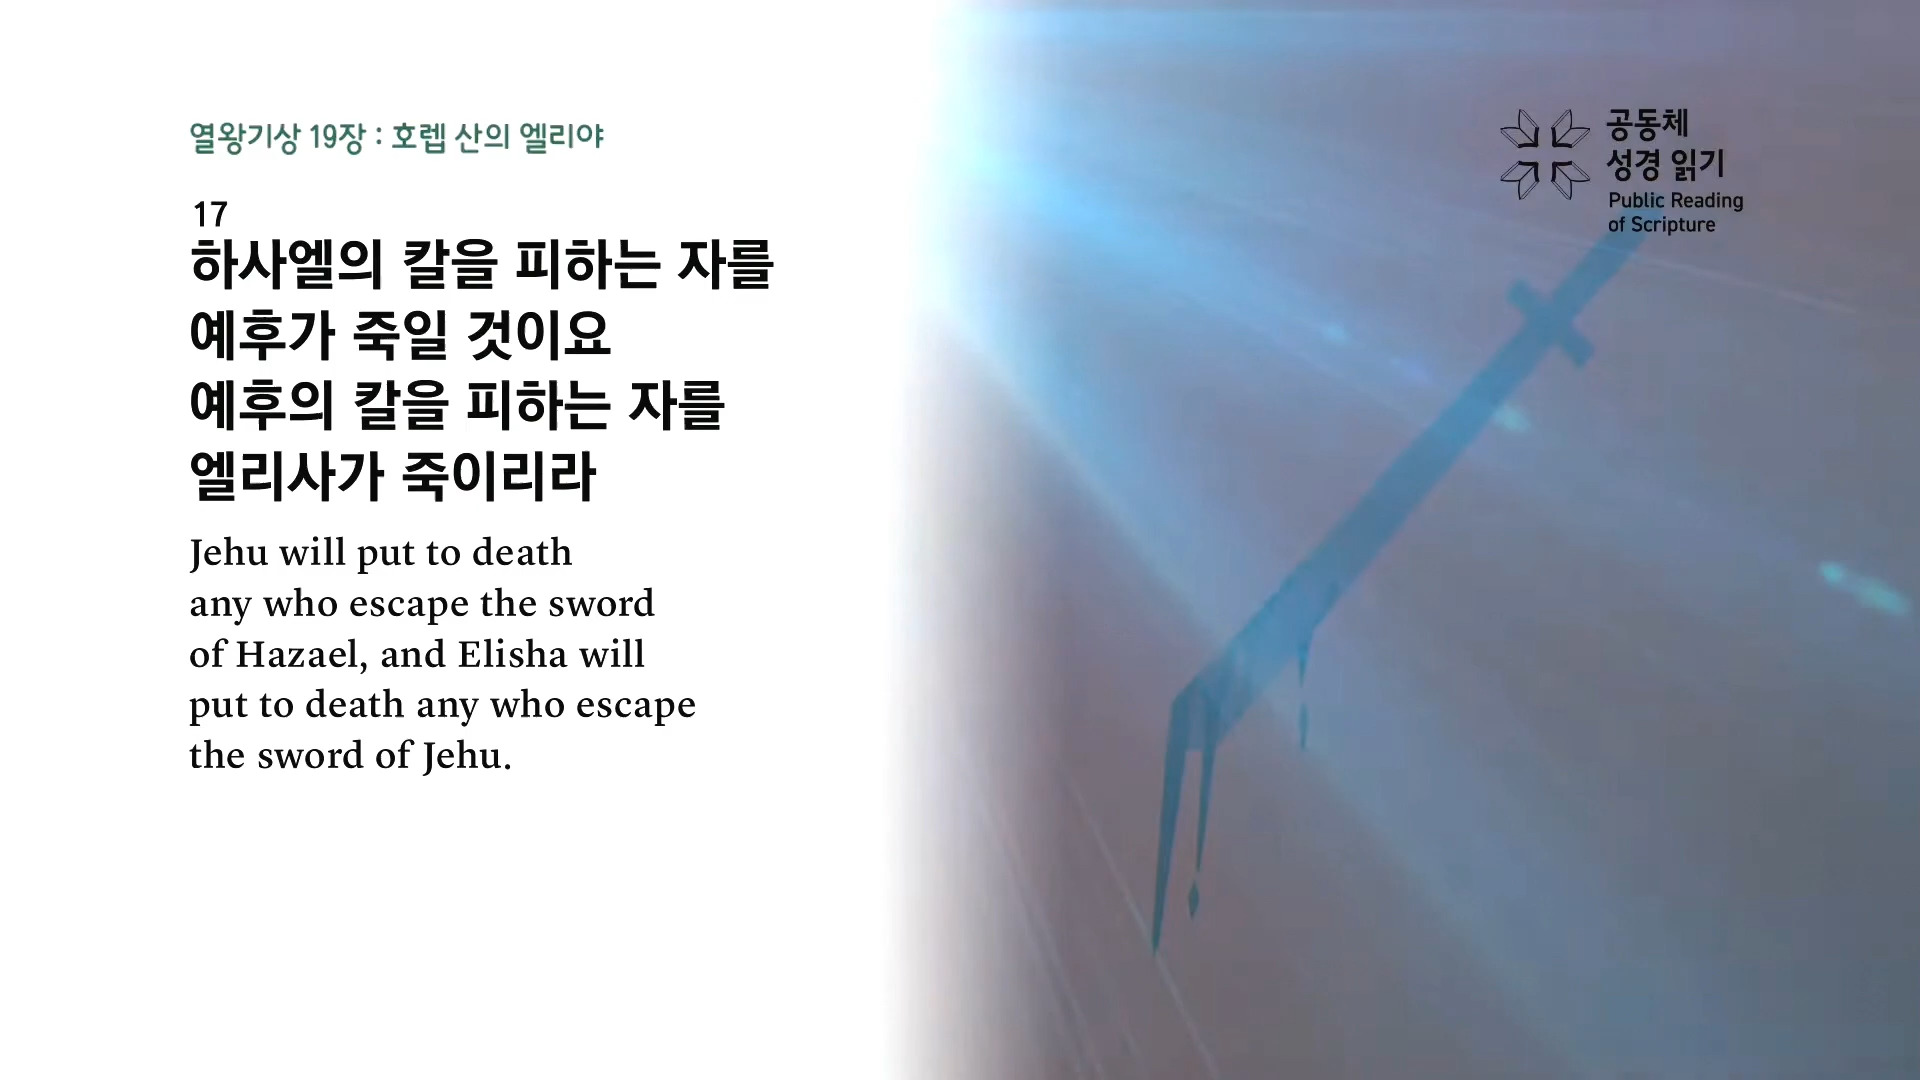 열왕기상 19장 : 호렙 산의 엘리야
17
하사엘의 칼을 피하는 자를
예후가 죽일 것이요
예후의 칼을 피하는 자를
엘리사가 죽이리라
Jehu will put to death
any who escape the sword
of Hazael, and Elisha will
put to death any who escape
the sword of Jehu.
공동체
성경 읽기
Public Reading
of Scripture